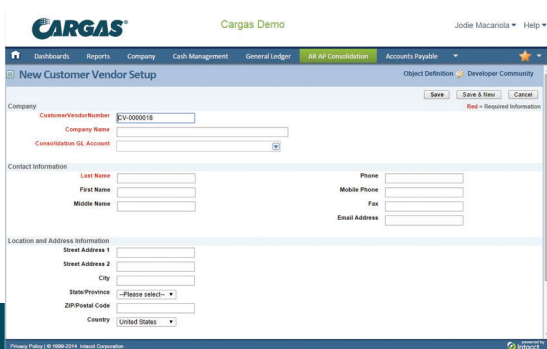 CARGAS
Cargas Demo
Jodie Macariola Help
Dashboards Reports Company Cash Management General Ledger AR AP Consolidation Accounts Payable
New Customer Vendor Setup
Object Definition Developer Community
Save Save & New Cancel
Company
Red = Required Information
CustomerVendorNumber CV-0000018
Company Name
Consolidation GL Account
Contact Information
Last Name Phone
First Name Mobile Phone
Middle Name Fax
Email Address
Location and Address Information
Street Address 1
Street Address 2
City
State/Province --Please select--
ZIP/Postal Code
Country United States
Privacy Policy | © 1999-2014 Intacct Corporation
powered by
Intacct